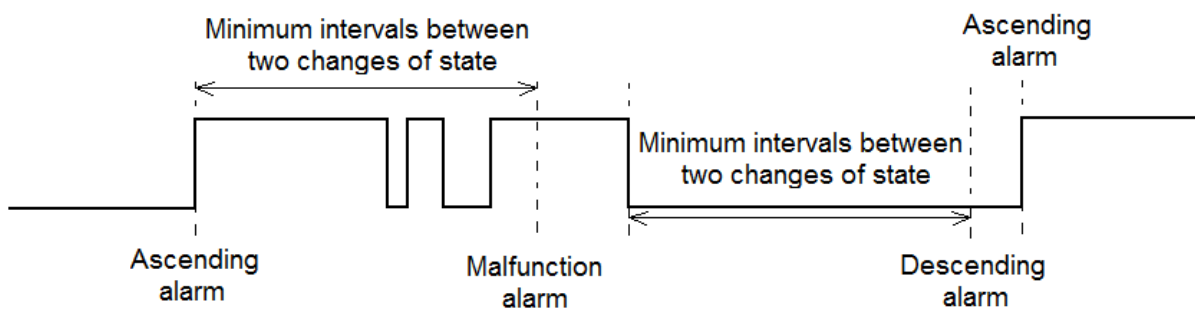 Minimum intervals between
two changes of state
Ascending
alarm
Minimum intervals between
two changes of state
Ascending
alarm
Malfunction
alarm
Descending
alarm